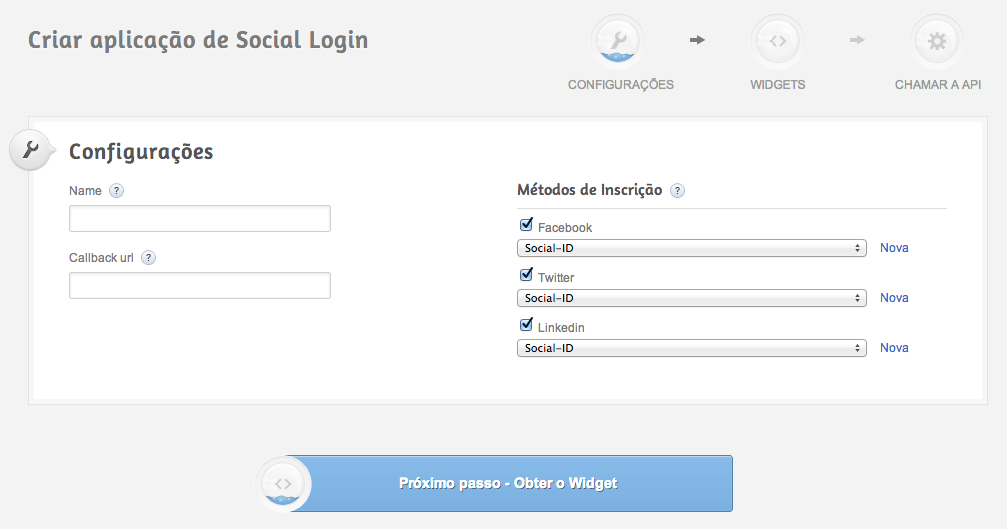 Criar aplicação de Social Login
CONFIGURAÇÕES
WIDGETS
CHAMAR A API
Configurações
Name ?
Callback url ?
Métodos de Inscrição ?
Facebook
Social-ID Nova
Twitter
Social-ID Nova
Linkedin
Social-ID Nova
Próximo passo - Obter o Widget